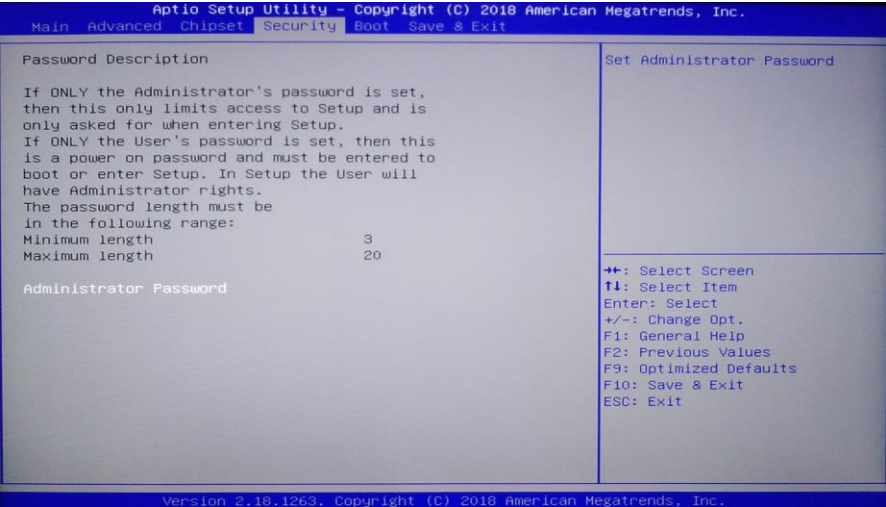 Aptio Setup Utility – Copyright (C) 2018 American Megatrends, Inc.
Main Advanced Chipset Security Boot Save & Exit
Password Description
If ONLY the Administrator's password is set,
then this only limits access to Setup and is
only asked for when entering Setup.
If ONLY the User's password is set, then this
is a power on password and must be entered to
boot or enter Setup. In Setup the User will
have Administrator rights.
The password length must be
in the following range:
Minimum length 3
Maximum length 20
Administrator Password
Set Administrator Password
→←: Select Screen
↑↓: Select Item
Enter: Select
+/-: Change Opt.
F1: General Help
F2: Previous Values
F9: Optimized Defaults
F10: Save & Exit
ESC: Exit
Version 2.18.1263. Copyright (C) 2018 American Megatrends, Inc.